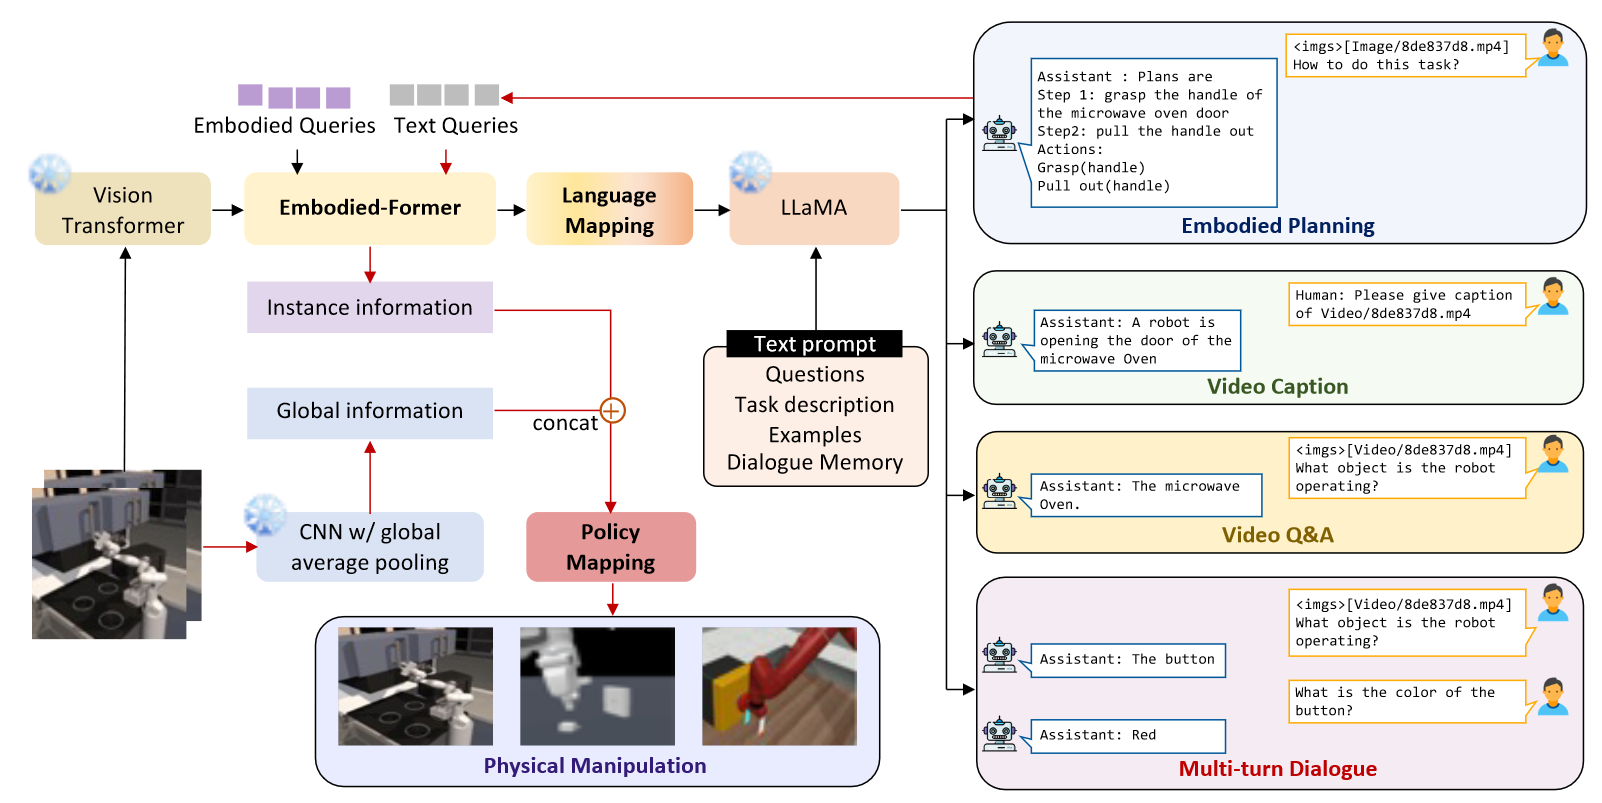 Embodied Queries
Text Queries
Vision
Transformer
Embodied-Former
Language
Mapping
LLaMA
Instance information
Global information
concat
CNN w/ global
average pooling
Policy
Mapping
Physical Manipulation
Text prompt
Questions
Task description
Examples
Dialogue Memory
<imgs>[Image/8de837d8.mp4]
How to do this task?
Assistant : Plans are
Step 1: grasp the handle of
the microwave oven door
Step2: pull the handle out
Actions:
Grasp(handle)
Pull out(handle)
Embodied Planning
Human: Please give caption
of Video/8de837d8.mp4
Assistant: A robot is
opening the door of the
microwave Oven
Video Caption
<imgs>[Video/8de837d8.mp4]
What object is the robot
operating?
Assistant: The microwave
Oven.
Video Q&A
<imgs>[Video/8de837d8.mp4]
What object is the robot
operating?
Assistant: The button
What is the color of the
button?
Assistant: Red
Multi-turn Dialogue